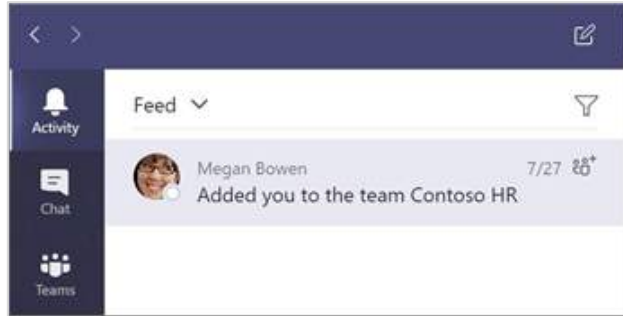 Activity
Chat
Teams
Feed
Megan Bowen 7/27
Added you to the team Contoso HR